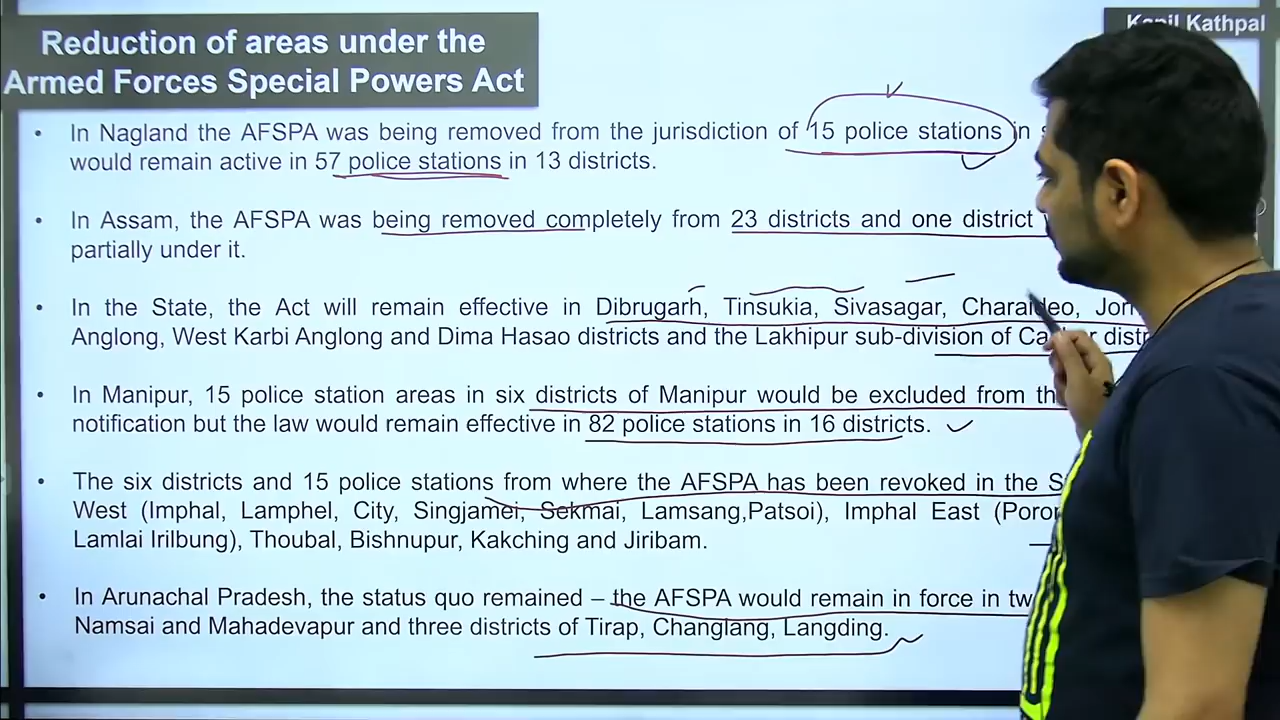 Reduction of areas under the
Armed Forces Special Powers Act
Kapil Kathpal
In Nagland the AFSPA was being removed from the jurisdiction of 15 police stations in
would remain active in 57 police stations in 13 districts.
In Assam, the AFSPA was being removed completely from 23 districts and one district
partially under it.
In the State, the Act will remain effective in Dibrugarh, Tinsukia, Sivasagar, Charaideo,
Anglong, West Karbi Anglong and Dima Hasao districts and the Lakhipur sub-division of
In Manipur, 15 police station areas in six districts of Manipur would be excluded from
notification but the law would remain effective in 82 police stations in 16 districts.
The six districts and 15 police stations from where the AFSPA has been revoked in the
West (Imphal, Lamphel, City, Singjamei, Sekmai, Lamsang,Patsoi), Imphal East
Lamlai Irilbung), Thoubal, Bishnupur, Kakching and Jiribam.
In Arunachal Pradesh, the status quo remained – the AFSPA would remain in force in
Namsai and Mahadevapur and three districts of Tirap, Changlang, Langding.